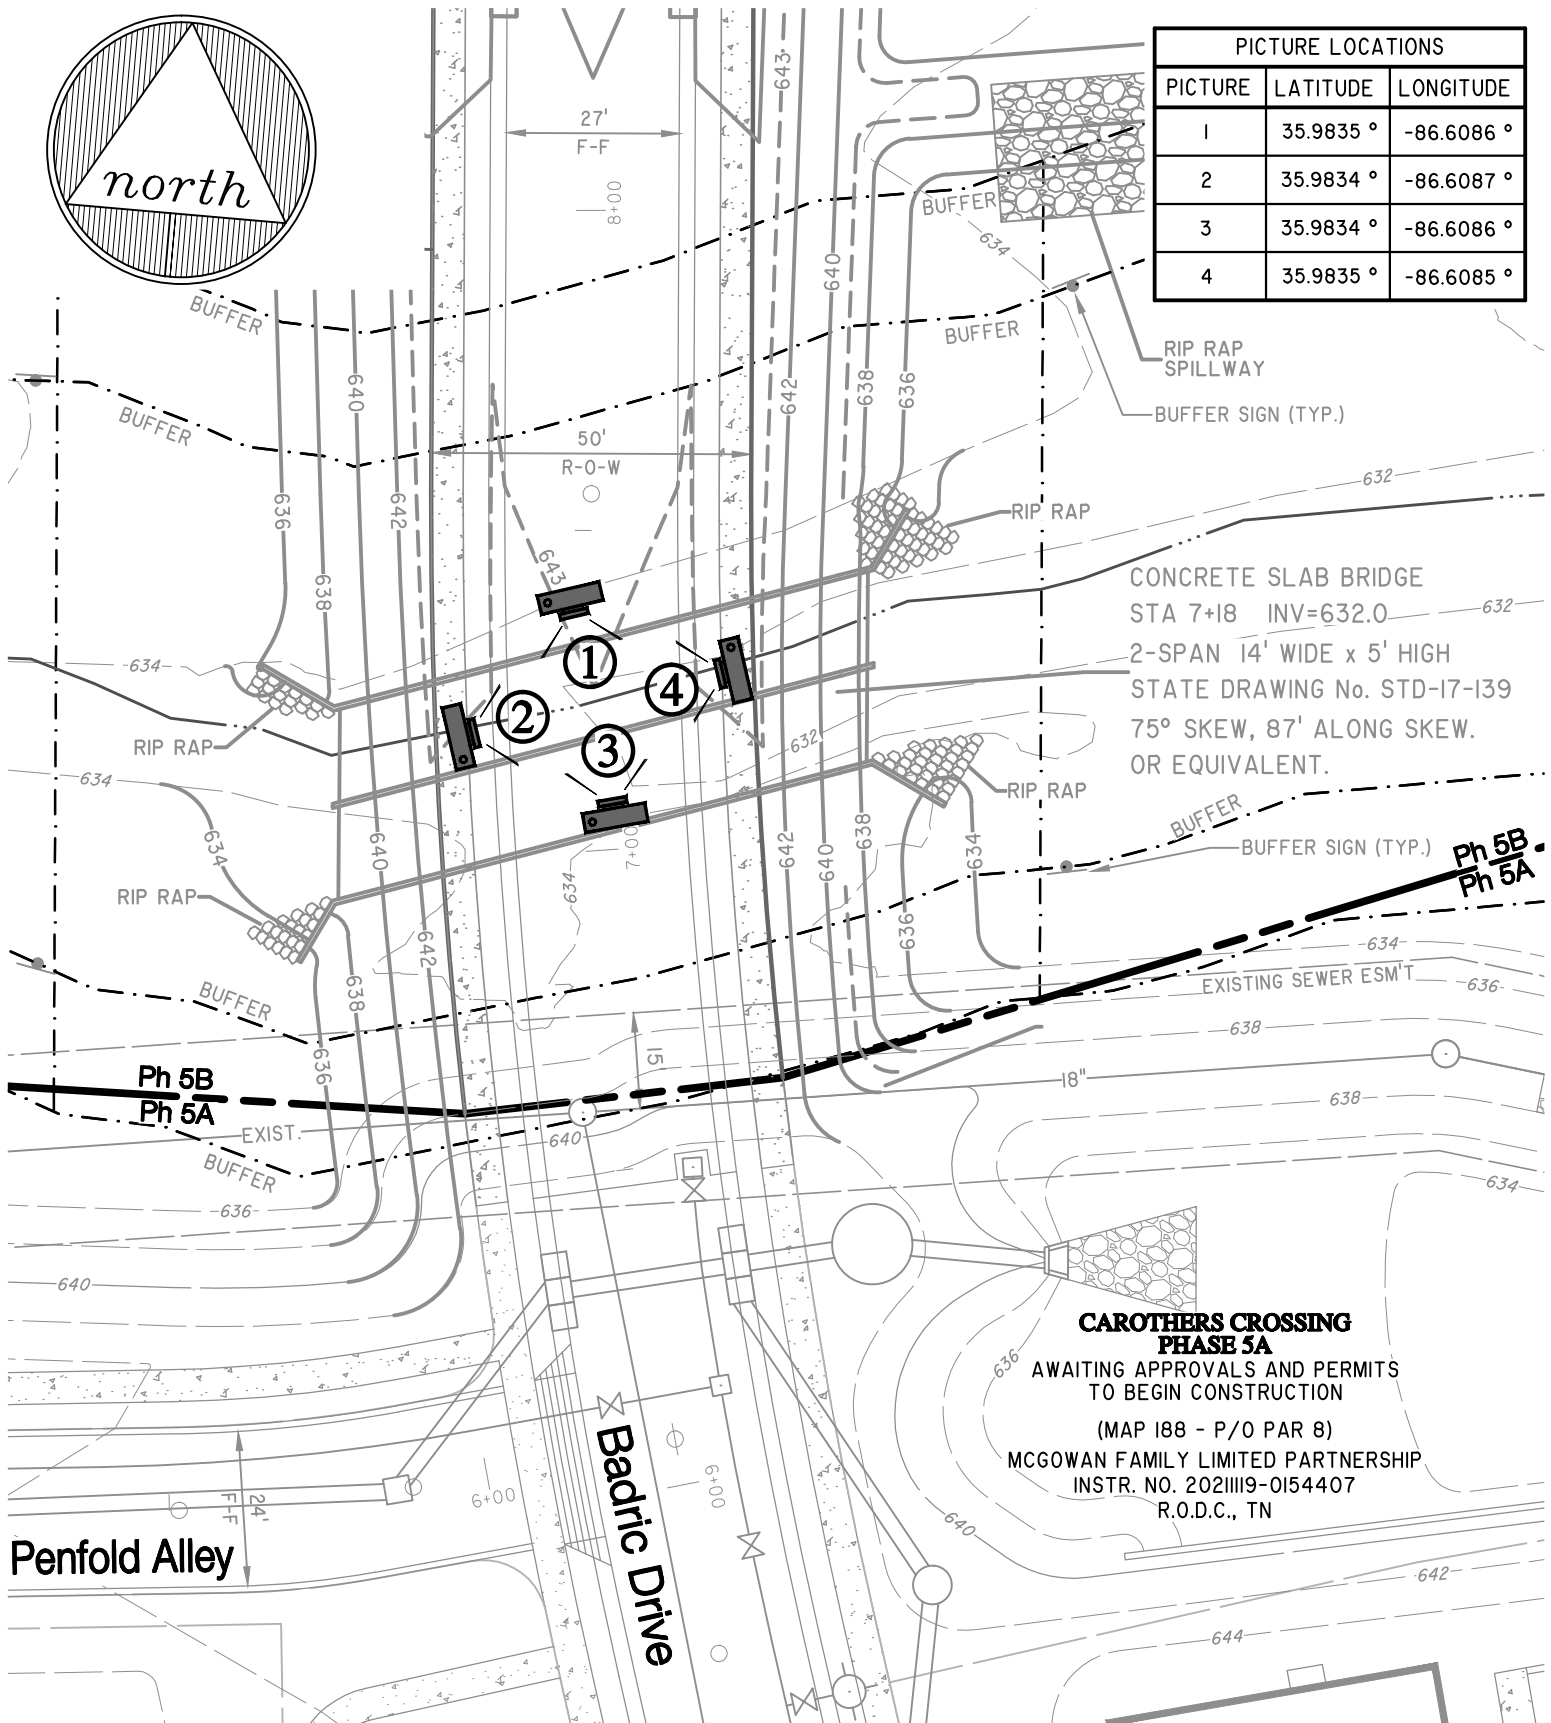 north
PICTURE LOCATIONS
PICTURE LATITUDE LONGITUDE
1 35.9835 ° -86.6086 °
2 35.9834 ° -86.6087 °
3 35.9834 ° -86.6086 °
4 35.9835 ° -86.6085 °
27'
F-F
8+00
643
640
BUFFER
634
BUFFER
BUFFER
RIP RAP
SPILLWAY
BUFFER SIGN (TYP.)
640
642
638
636
BUFFER
50'
R-O-W
632
636
642
RIP RAP
643
638
CONCRETE SLAB BRIDGE
STA 7+18 INV=632.0
2-SPAN 14' WIDE x 5' HIGH
STATE DRAWING No. STD-17-139
75° SKEW, 87' ALONG SKEW.
OR EQUIVALENT.
632
634
1
4
2
3
RIP RAP
632
634
RIP RAP
BUFFER
634
640
7+00
642
640
638
634
BUFFER SIGN (TYP.)
Ph 5B
Ph 5A
RIP RAP
634
642
636
634
BUFFER
638
EXISTING SEWER ESM'T
636
638
636
15'
Ph 5B
Ph 5A
18"
638
EXIST.
640
BUFFER
634
636
640
CAROTHERS CROSSING
PHASE 5A
AWAITING APPROVALS AND PERMITS
TO BEGIN CONSTRUCTION
(MAP 188 - P/O PAR 8)
MCGOWAN FAMILY LIMITED PARTNERSHIP
INSTR. NO. 20211119-0154407
R.O.D.C., TN
636
24'
F-F
6+00
6+00
640
Penfold Alley
Badric Drive
642
644